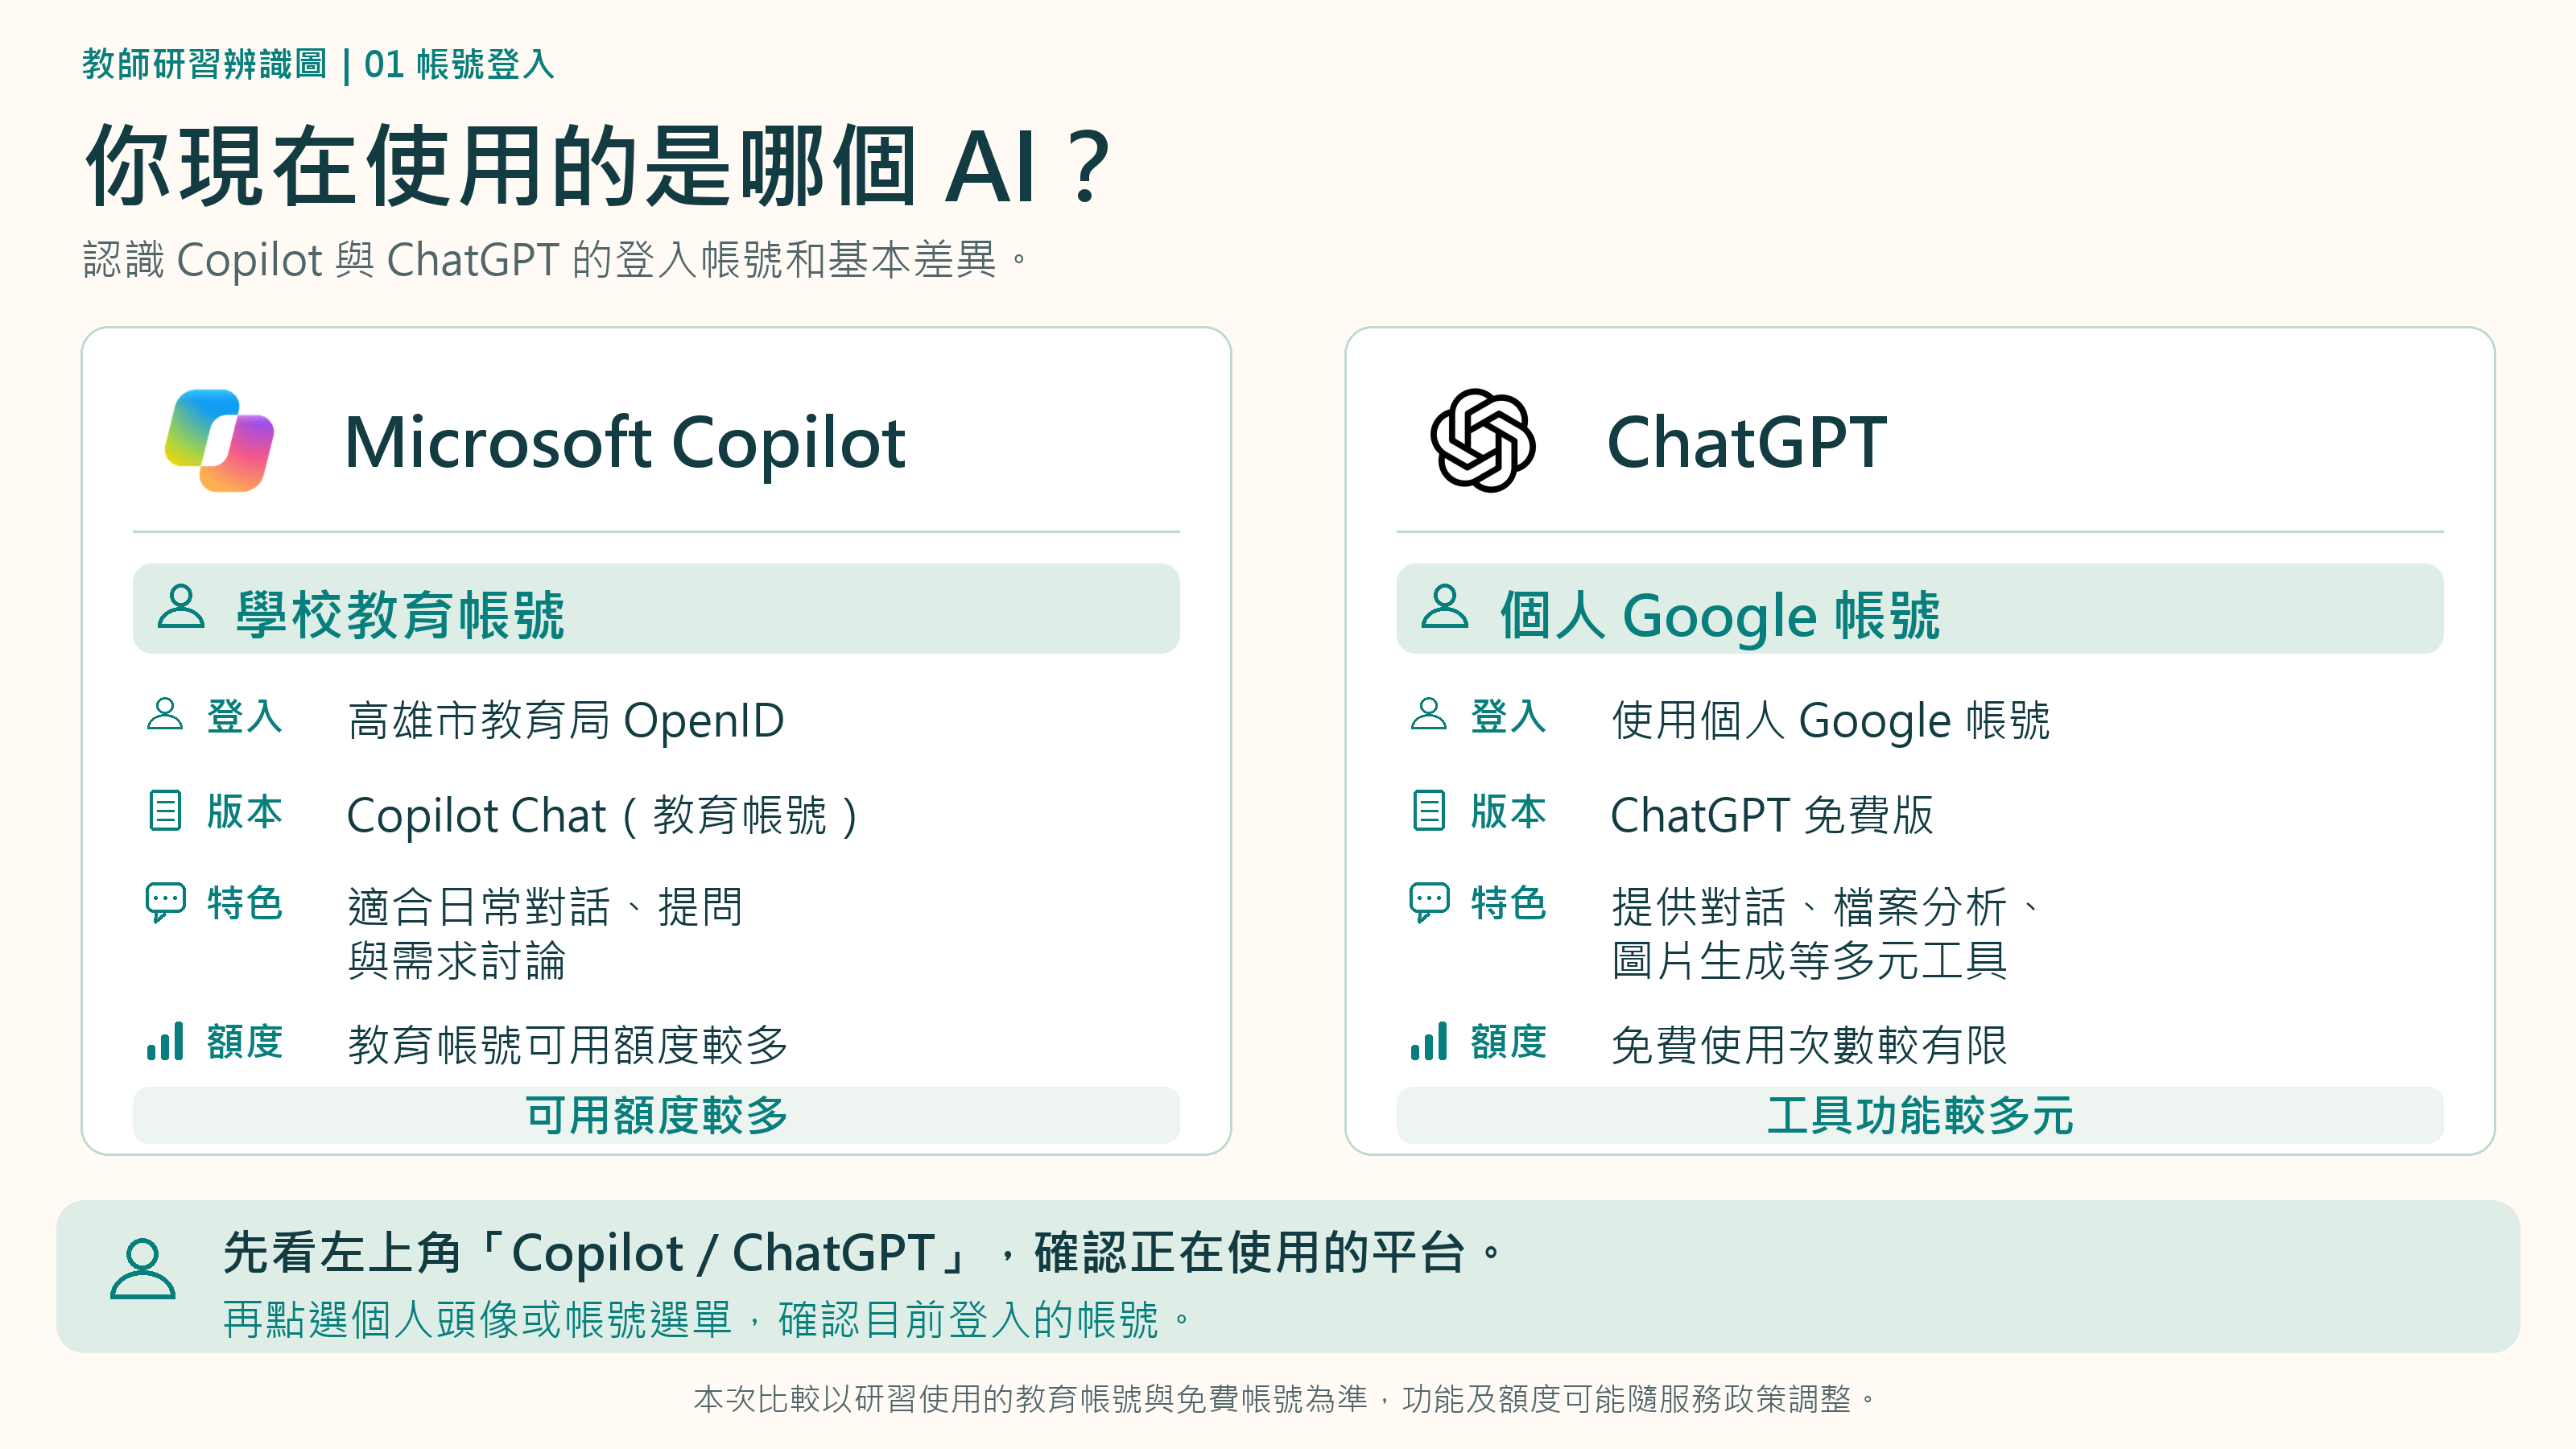 教師研習辨識圖 | 01 帳號登入
你現在使用的是哪個 AI？
認識 Copilot 與 ChatGPT 的登入帳號和基本差異。
Microsoft Copilot
學校教育帳號
登入 高雄市教育局 OpenID
版本 Copilot Chat（教育帳號）
特色 適合日常對話、提問
與需求討論
額度 教育帳號可用額度較多
可用額度較多
ChatGPT
個人 Google 帳號
登入 使用個人 Google 帳號
版本 ChatGPT 免費版
特色 提供對話、檔案分析、
圖片生成等多元工具
額度 免費使用次數較有限
工具功能較多元
先看左上角「Copilot / ChatGPT」，確認正在使用的平台。
再點選個人頭像或帳號選單，確認目前登入的帳號。
本次比較以研習使用的教育帳號與免費帳號為準，功能及額度可能隨服務政策調整。